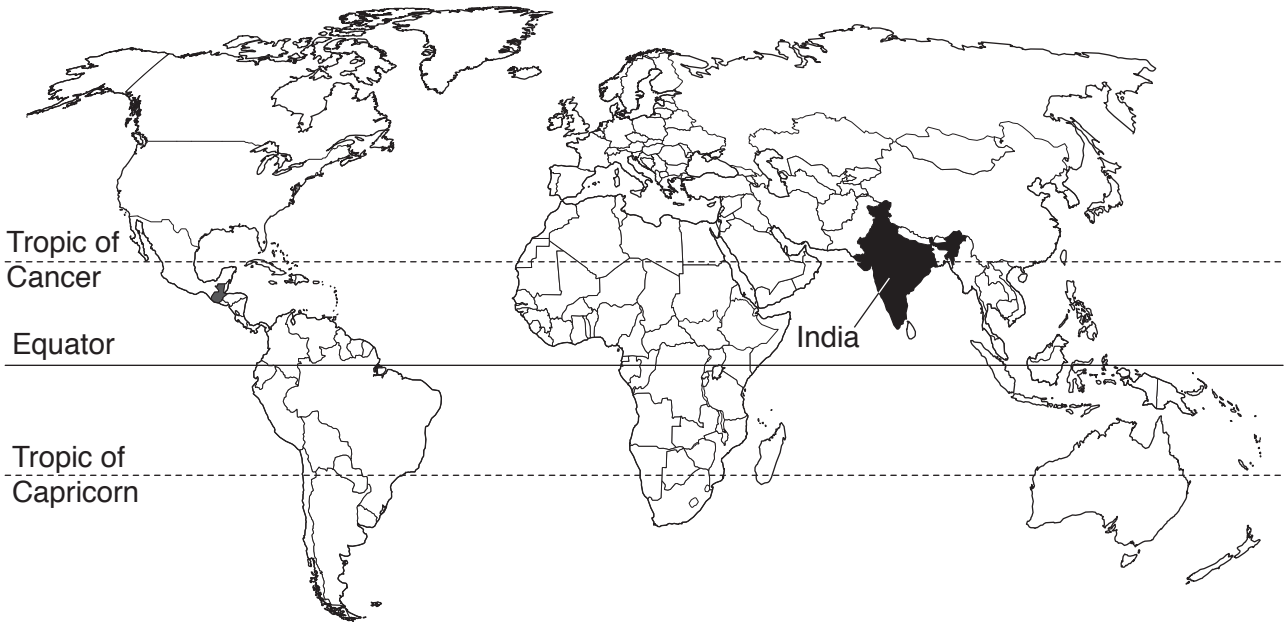 Tropic of
Cancer
Equator
India
Tropic of
Capricorn